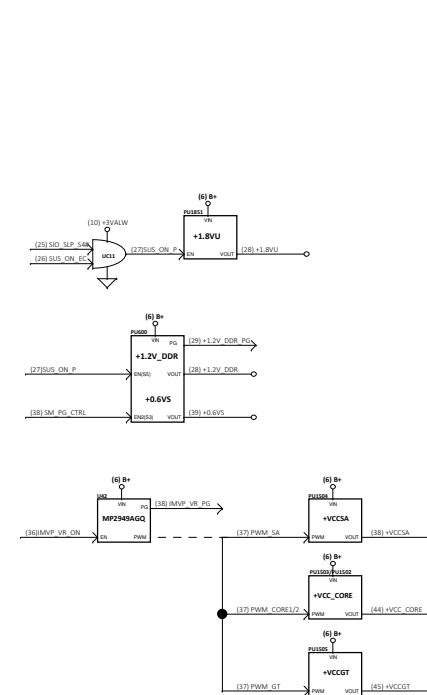 (6) B+
PU1851
(10) +3VALW
VIN
+1.8VU
(25) SIO_SLP_S4#
(27)SUS_ON_P
EN
VOUT
(28) +1.8VU
UC11
(26) SUS_ON_EC
(6) B+
PU600
VIN
PG
(29) +1.2V_DDR_PG
+1.2V_DDR
(27)SUS_ON_P
EN(S5)
VOUT
(28) +1.2V_DDR
+0.6VS
(38) SM_PG_CTRL
EN2(S3)
VOUT
(39) +0.6VS
(6) B+
U42
VIN
PG
(38) IMVP_VR_PG
MP2949AGQ
(36)IMVP_VR_ON
EN
PWM
(6) B+
PU1504
VIN
+VCCSA
(37) PWM_SA
PWM
VOUT
(38) +VCCSA
(6) B+
PU1503/PU1502
VIN
+VCC_CORE
(37) PWM_CORE1/2
PWM
VOUT
(44) +VCC_CORE
(6) B+
PU1505
VIN
+VCCGT
(37) PWM_GT
PWM
VOUT
(45) +VCCGT